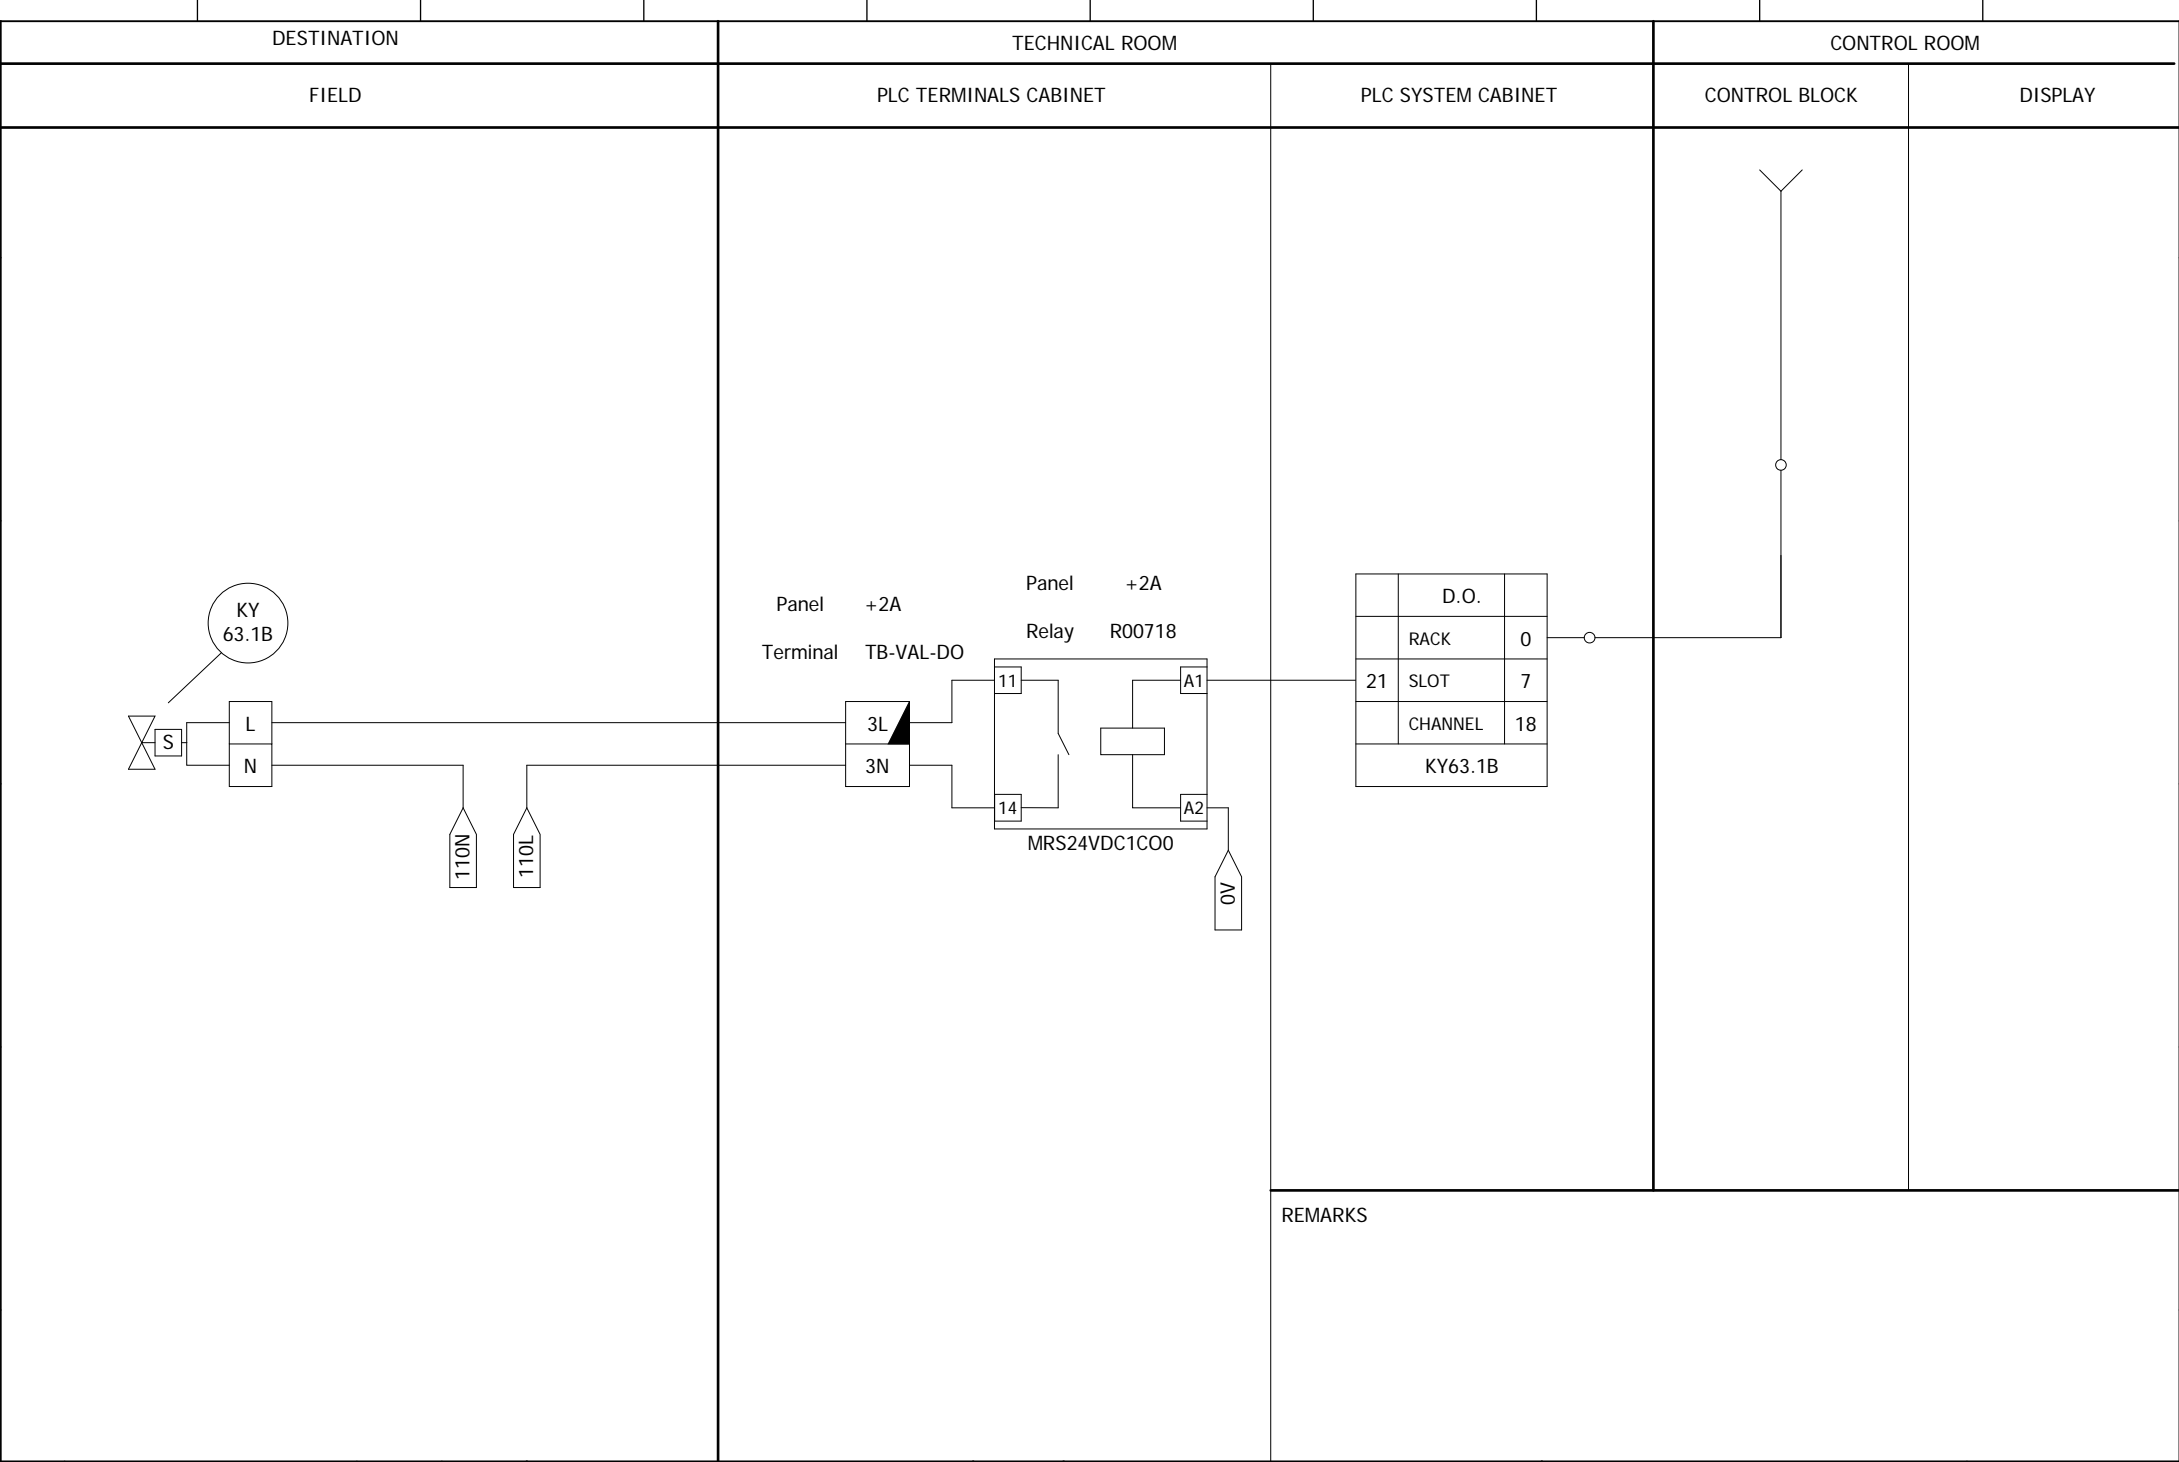 DESTINATION
TECHNICAL ROOM
CONTROL ROOM
FIELD
PLC TERMINALS CABINET
PLC SYSTEM CABINET
CONTROL BLOCK
DISPLAY
KY
63.1B
S
L
N
110N
110L
Panel +2A
Terminal TB-VAL-DO
3L
3N
Panel +2A
Relay R00718
11
14
A1
A2
MRS24VDC1CO0
0V
D.O.
RACK 0
21 SLOT 7
CHANNEL 18
KY63.1B
REMARKS